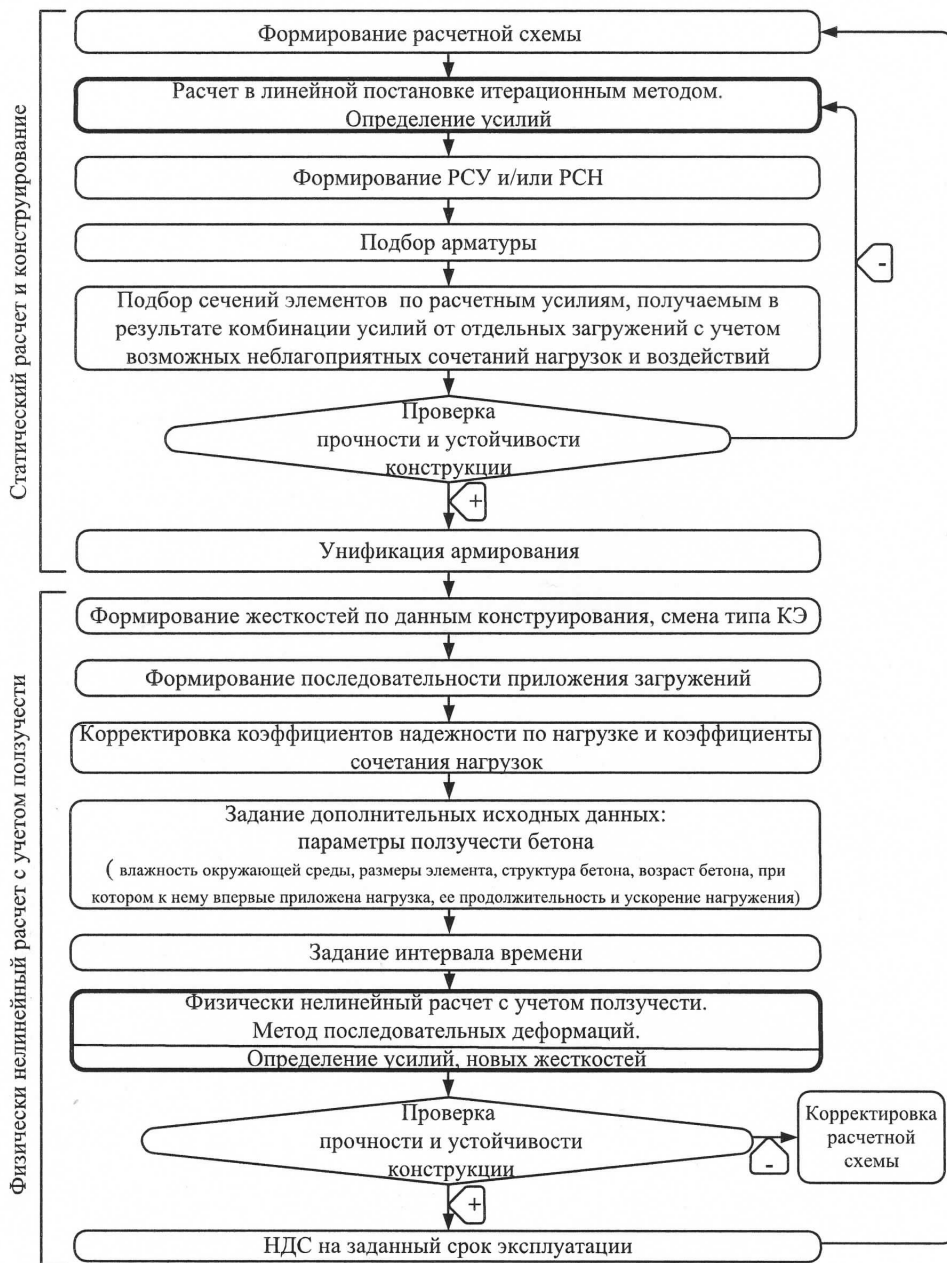 Формирование расчетной схемы
Расчет в линейной постановке итерационным методом.
Определение усилий
Формирование РСУ и/или РСН
Подбор арматуры
Подбор сечений элементов по расчетным усилиям, получаемым в
результате комбинации усилий от отдельных загружений с учетом
возможных неблагоприятных сочетаний нагрузок и воздействий
Проверка
прочности и устойчивости
конструкции
-
+
Унификация армирования
Статический расчет и конструирование
Формирование жесткостей по данным конструирования, смена типа КЭ
Формирование последовательности приложения загружений
Корректировка коэффициентов надежности по нагрузке и коэффициенты
сочетания нагрузок
Задание дополнительных исходных данных:
параметры ползучести бетона
( влажность окружающей среды, размеры элемента, структура бетона, возраст бетона, при
котором к нему впервые приложена нагрузка, ее продолжительность и ускорение нагружения)
Задание интервала времени
Физически нелинейный расчет с учетом ползучести.
Метод последовательных деформаций.
Определение усилий, новых жесткостей
Проверка
прочности и устойчивости
конструкции
-
Корректировка
расчетной
схемы
+
НДС на заданный срок эксплуатации
Физически нелинейный расчет с учетом ползучести